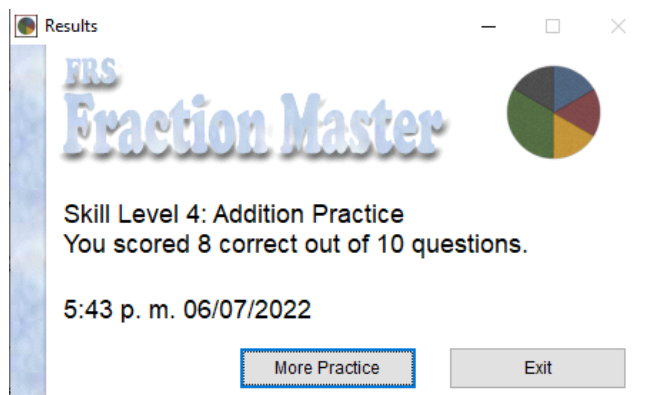 Results
FRS
Fraction Master
Skill Level 4: Addition Practice
You scored 8 correct out of 10 questions.
5:43 p. m. 06/07/2022
More Practice
Exit